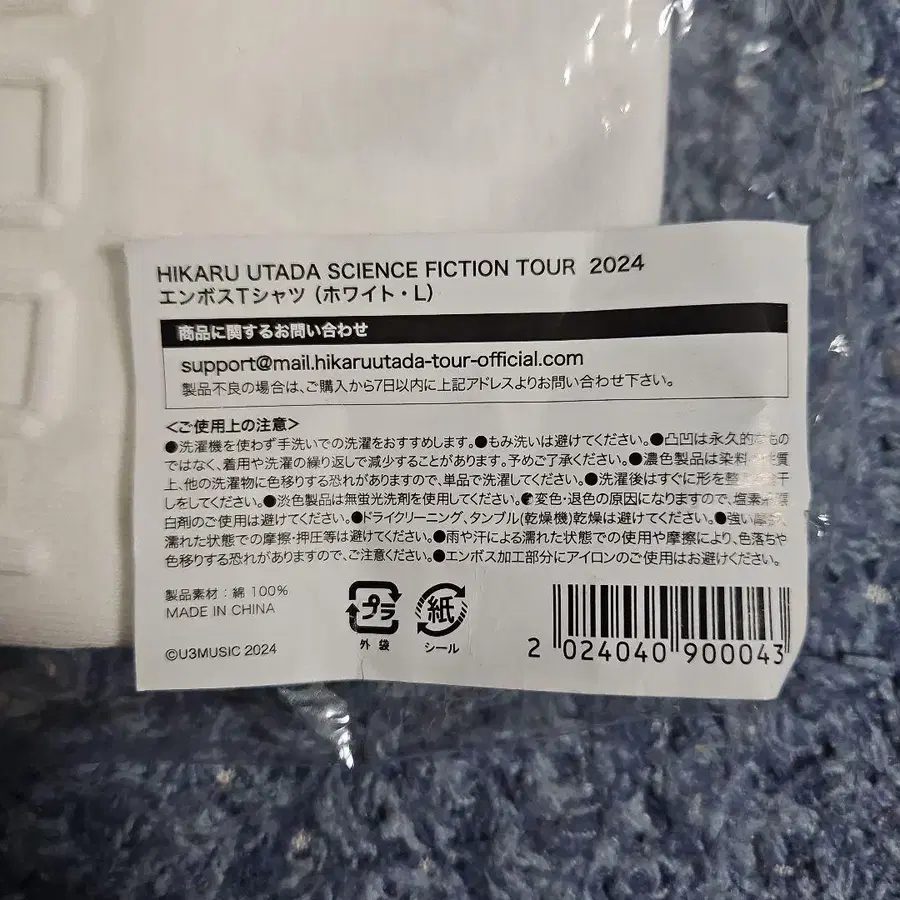 HIKARU UTADA SCIENCE FICTION TOUR 2024
エンボスTシャツ (ホワイト・L)
商品に関するお問い合わせ
support@mail.hikaruutada-tour-official.com
製品不良の場合は、ご購入から7日以内に上記アドレスよりお問い合わせ下さい。
<ご使用上の注意>
●洗濯機を使わず手洗いでの洗濯をおすすめします。●もみ洗いは避けてください。●凸凹は永久的なもの
ではなく、着用や洗濯の繰り返しで減少することがあります。予めご了承ください。●濃色製品は染料
上、他の洗濯物に色移りする恐れがありますので、単品で洗濯してください。●洗濯後はすぐに形を整
しをしてください。●淡色製品は無蛍光洗剤を使用してください。●変色・退色の原因になりますので、塩素系漂
白剤のご使用は避けてください。●ドライクリーニング、タンブル(乾燥機)乾燥は避けてください。●強い摩擦、
濡れた状態での摩擦・押圧等は避けてください。●雨や汗による濡れた状態での使用や摩擦により、色落ちや
色移りする恐れがありますので、ご注意ください。●エンボス加工部分にアイロンのご使用はお避けください。
製品素材：綿 100%
MADE IN CHINA
プラ
外袋
紙
シール
©U3MUSIC 2024
2 024040 900043